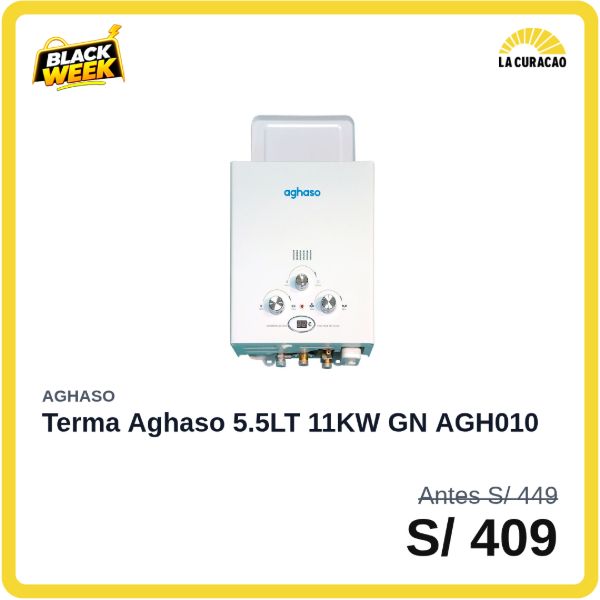 BLACK
WEEK
LA CURACAO
aghaso
AGHASO
Terma Aghaso 5.5LT 11KW GN AGH010
Antes S/ 449
S/ 409